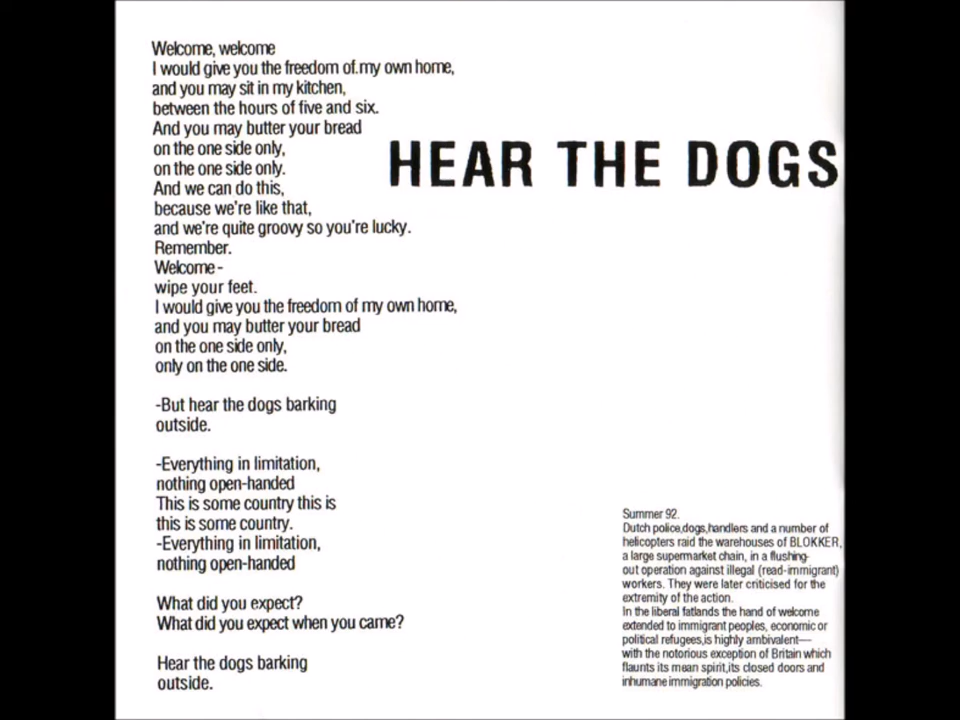 Welcome, welcome
I would give you the freedom of.my own home,
and you may sit in my kitchen,
between the hours of five and six.
And you may butter your bread
on the one side only,
on the one side only.
And we can do this,
because we're like that,
and we're quite groovy so you're lucky.
Remember.
Welcome -
wipe your feet.
I would give you the freedom of my own home,
and you may butter your bread
on the one side only,
only on the one side.
-But hear the dogs barking
outside.
-Everything in limitation,
nothing open-handed
This is some country this is
this is some country.
-Everything in limitation,
nothing open-handed
What did you expect?
What did you expect when you came?
Hear the dogs barking
outside.
HEAR THE DOGS
Summer 92.
Dutch police,dogs,handlers and a number of
helicopters raid the warehouses of BLOKKER,
a large supermarket chain, in a flushing-
out operation against illegal (read-immigrant)
workers. They were later criticised for the
extremity of the action.
In the liberal fatlands the hand of welcome
extended to immigrant peoples, economic or
political refugees,is highly ambivalent—
with the notorious exception of Britain which
flaunts its mean spirit,its closed doors and
inhumane immigration policies.